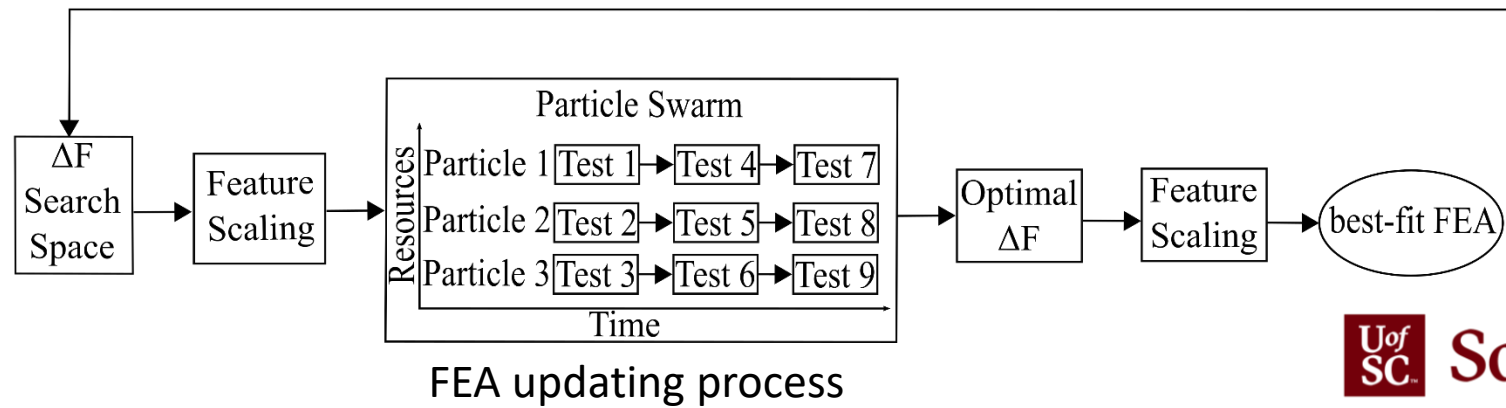 ΔF
Search
Space
Feature
Scaling
Particle Swarm
Resources
Particle 1 Test 1 Test 4 Test 7
Particle 2 Test 2 Test 5 Test 8
Particle 3 Test 3 Test 6 Test 9
Time
Optimal
ΔF
Feature
Scaling
best-fit FEA
FEA updating process
Uof
SC™